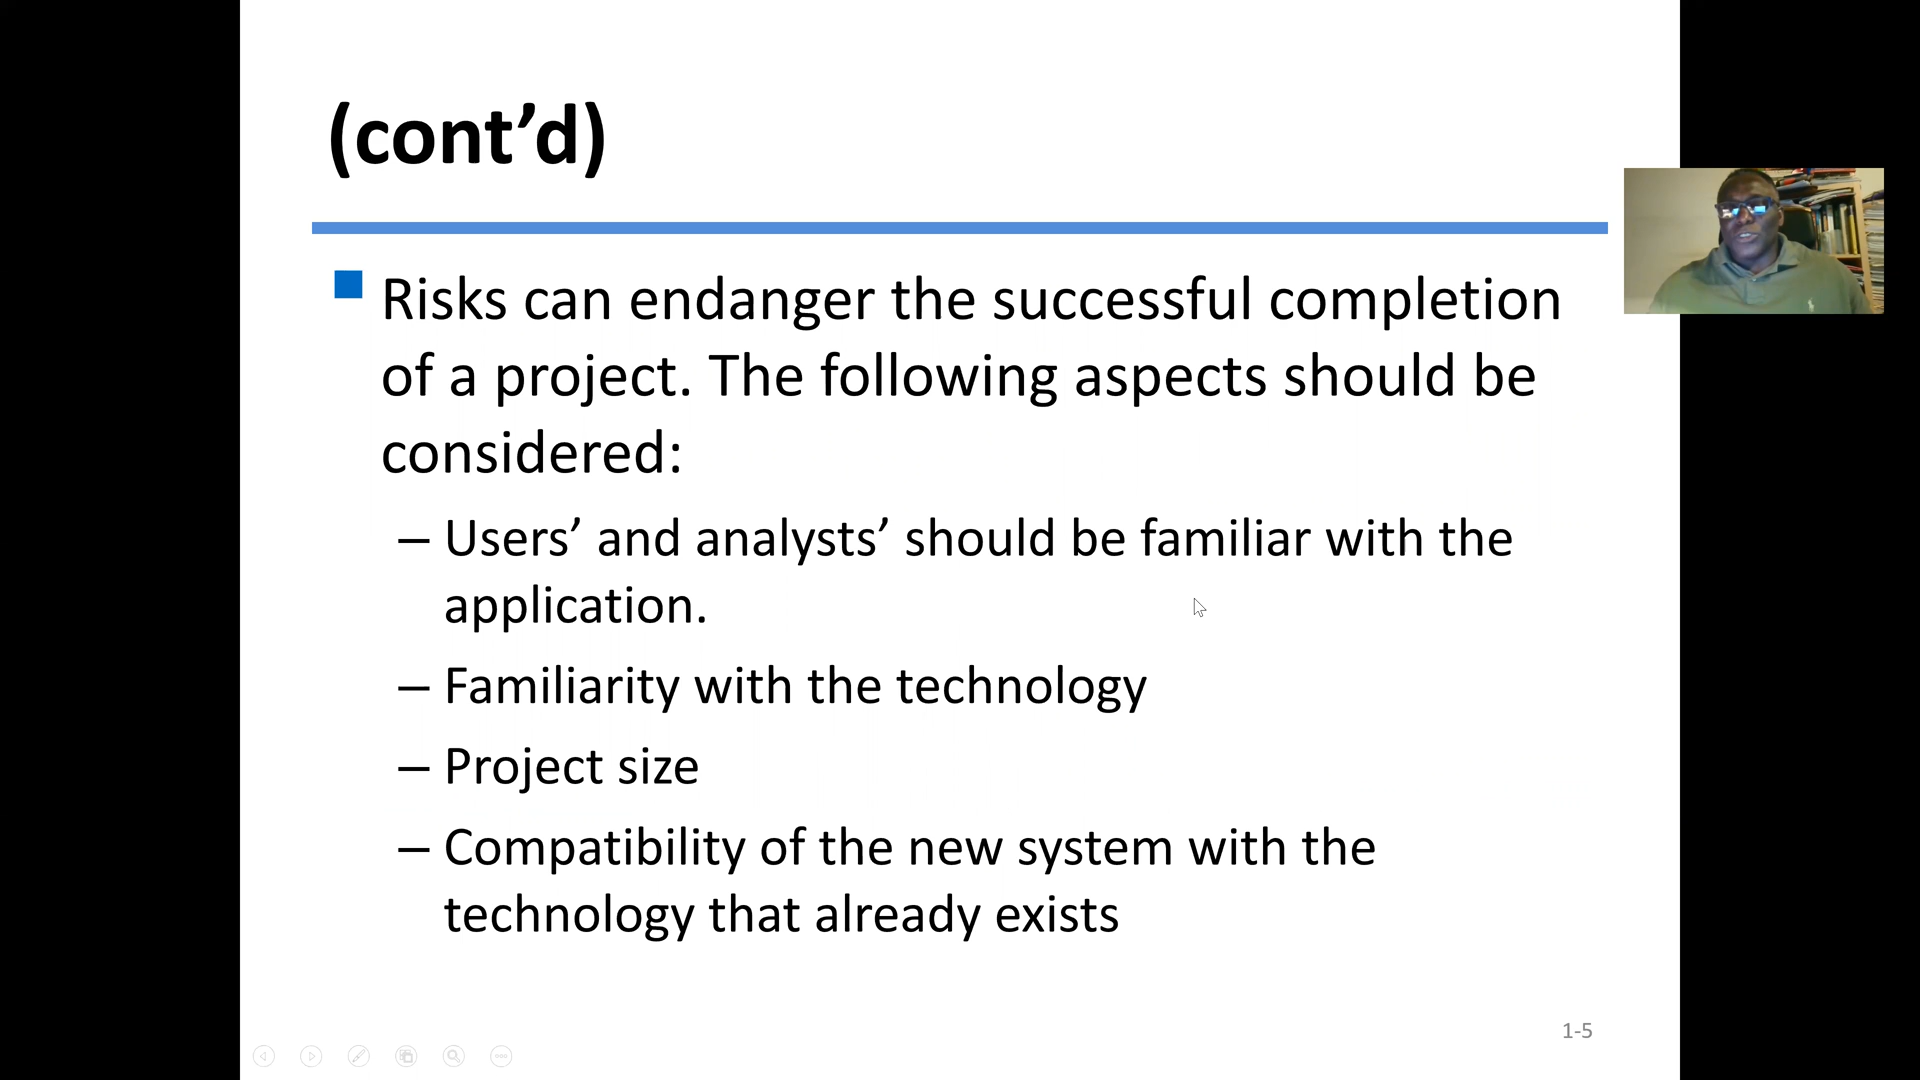 (cont’d)
Risks can endanger the successful completion
of a project. The following aspects should be
considered:
– Users’ and analysts’ should be familiar with the
application.
– Familiarity with the technology
– Project size
– Compatibility of the new system with the
technology that already exists
1-5